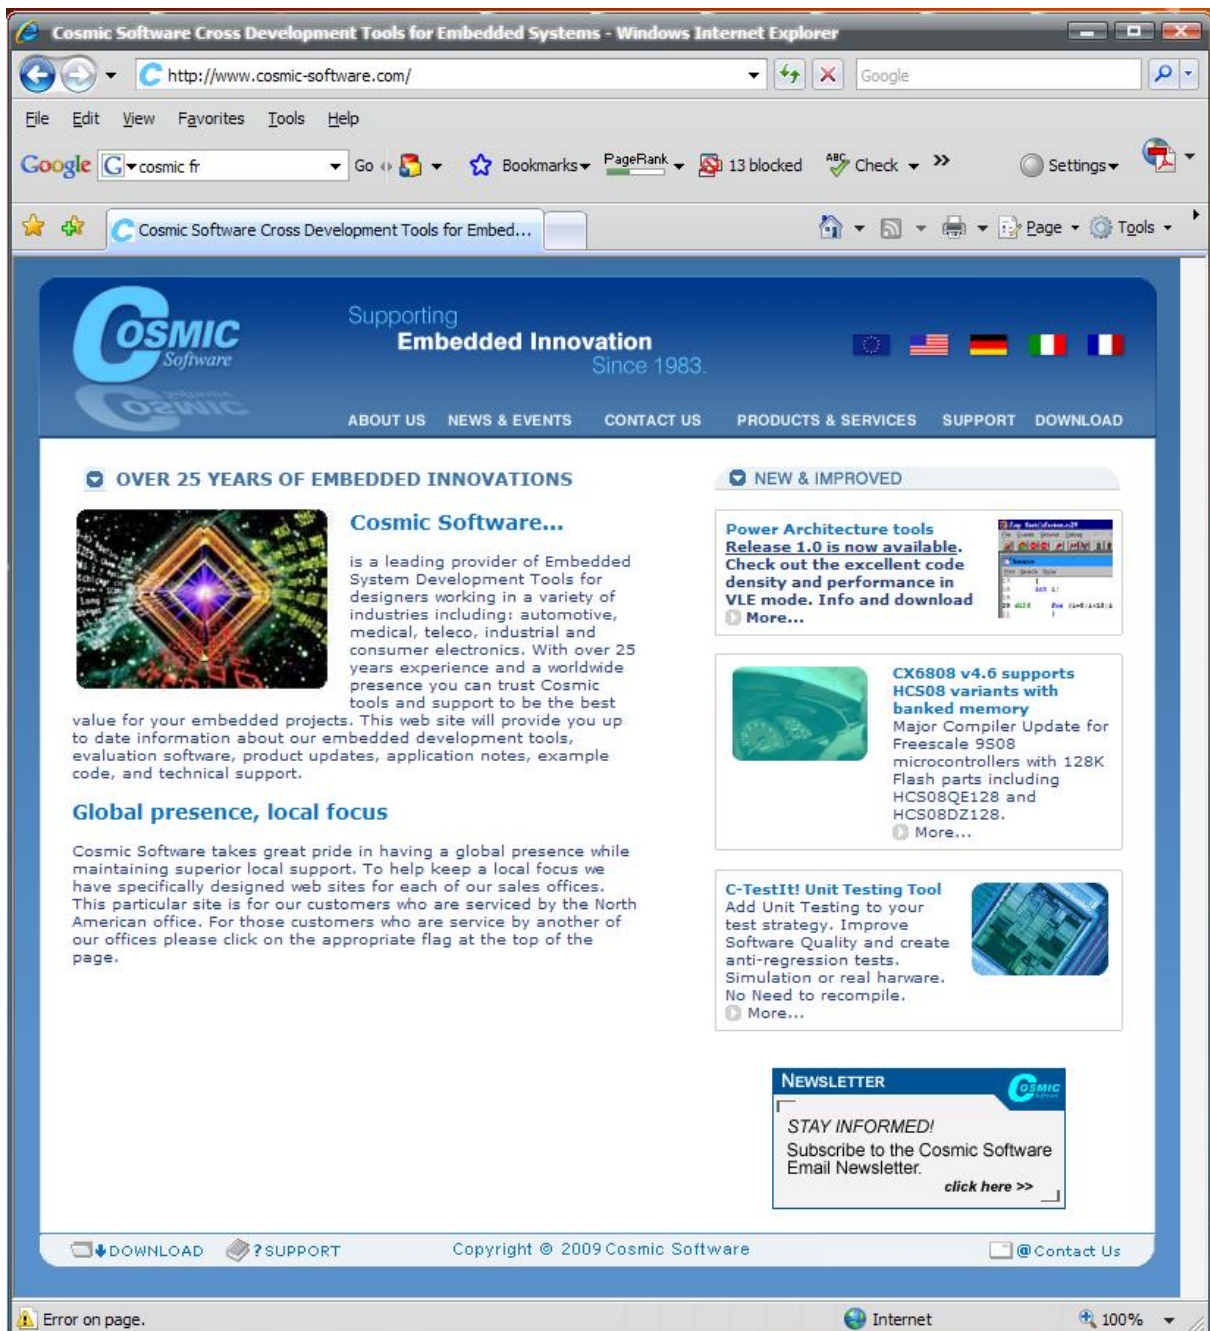 Cosmic Software Cross Development Tools for Embedded Systems - Windows Internet Explorer
http://www.cosmic-software.com/
Google
File Edit View Favorites Tools Help
Google G cosmic fr Go Bookmarks PageRank 13 blocked ABC Check >> Settings
Cosmic Software Cross Development Tools for Embed... Page Tools
COSMIC
Software
Supporting
Embedded Innovation
Since 1983.
ABOUT US NEWS & EVENTS CONTACT US PRODUCTS & SERVICES SUPPORT DOWNLOAD
OVER 25 YEARS OF EMBEDDED INNOVATIONS
Cosmic Software...
is a leading provider of Embedded
System Development Tools for
designers working in a variety of
industries including: automotive,
medical, teleco, industrial and
consumer electronics. With over 25
years experience and a worldwide
presence you can trust Cosmic
tools and support to be the best
value for your embedded projects. This web site will provide you up
to date information about our embedded development tools,
evaluation software, product updates, application notes, example
code, and technical support.
Global presence, local focus
Cosmic Software takes great pride in having a global presence while
maintaining superior local support. To help keep a local focus we
have specifically designed web sites for each of our sales offices.
This particular site is for our customers who are serviced by the North
American office. For those customers who are service by another of
our offices please click on the appropriate flag at the top of the
page.
NEW & IMPROVED
Power Architecture tools
Release 1.0 is now available.
Check out the excellent code
density and performance in
VLE mode. Info and download
More...
CX6808 v4.6 supports
HCS08 variants with
banked memory
Major Compiler Update for
Freescale 9S08
microcontrollers with 128K
Flash parts including
HCS08QE128 and
HCS08DZ128.
More...
C-TestIt! Unit Testing Tool
Add Unit Testing to your
test strategy. Improve
Software Quality and create
anti-regression tests.
Simulation or real harware.
No Need to recompile.
More...
NEWSLETTER
COSMIC
STAY INFORMED!
Subscribe to the Cosmic Software
Email Newsletter.
click here >>
DOWNLOAD ? SUPPORT Copyright © 2009 Cosmic Software @ Contact Us
Error on page. Internet 100%